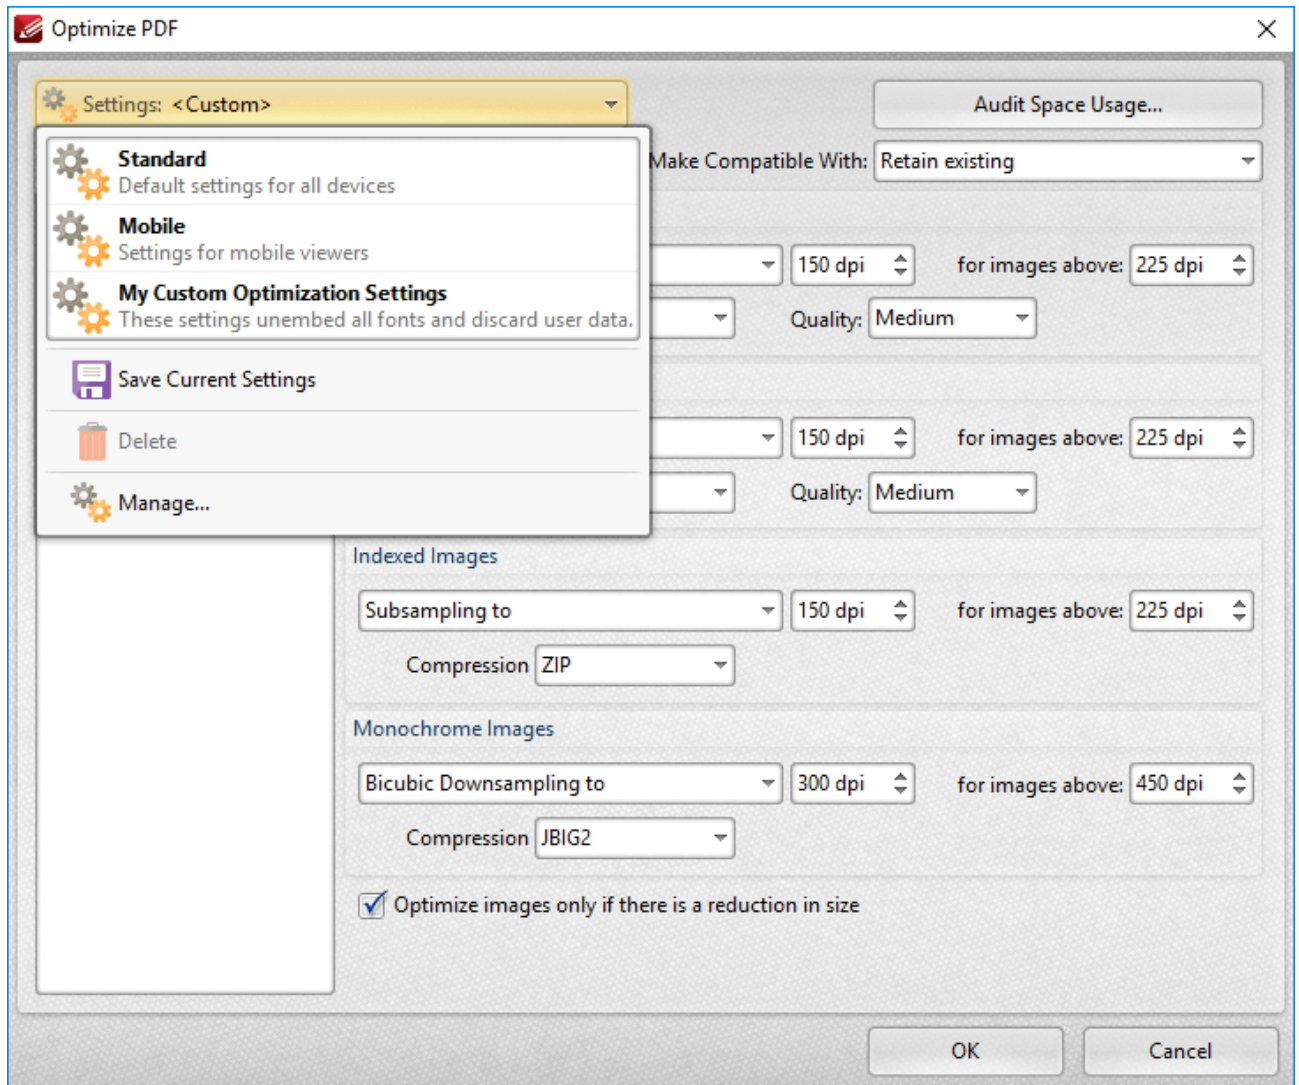 Optimize PDF
Settings: <Custom>
Audit Space Usage...
Standard
Default settings for all devices
Make Compatible With: Retain existing
Mobile
Settings for mobile viewers
150 dpi for images above: 225 dpi
My Custom Optimization Settings
These settings unembed all fonts and discard user data.
Quality: Medium
Save Current Settings
Delete
150 dpi for images above: 225 dpi
Manage...
Quality: Medium
Indexed Images
Subsampling to 150 dpi for images above: 225 dpi
Compression ZIP
Monochrome Images
Bicubic Downsampling to 300 dpi for images above: 450 dpi
Compression JBIG2
Optimize images only if there is a reduction in size
OK Cancel